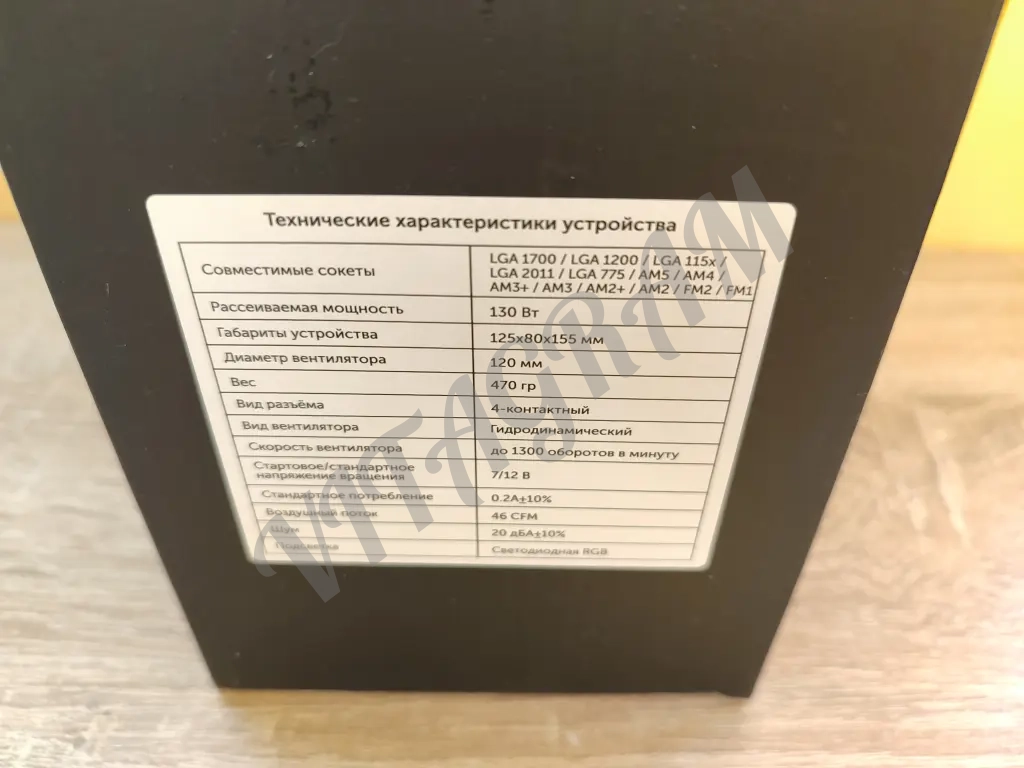 Технические характеристики устройства
Совместимые сокеты
LGA 1700 / LGA 1200 / LGA 115x /
LGA 2011 / LGA 775 / AM5 / AM4 /
AM3+ / AM3 / AM2+ / AM2 / FM2 / FM1
Рассеиваемая мощность 130 Вт
Габариты устройства 125x80x155 мм
Диаметр вентилятора 120 мм
Вес 470 гр
Вид разъёма 4-контактный
Вид вентилятора Гидродинамический
Скорость вентилятора до 1300 оборотов в минуту
Стартовое/стандартное
напряжение вращения 7/12 В
Стандартное потребление 0.2A±10%
Воздушный поток 46 CFM
Шум 20 дБА±10%
Подсветка Светодиодная RGB
VITAGRAM